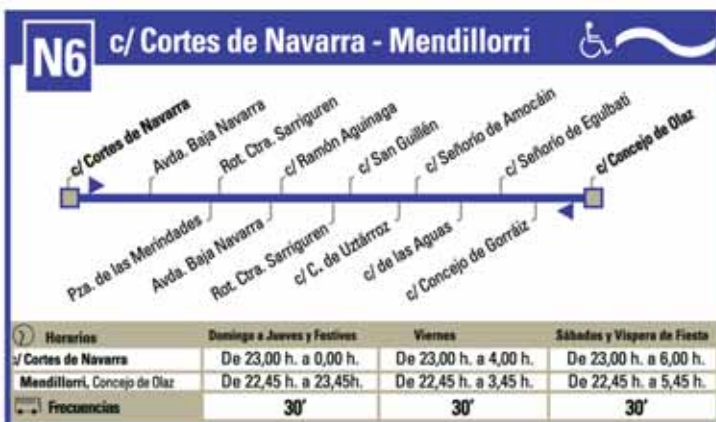 N6 c/ Cortes de Navarra - Mendillorri
c/ Cortes de Navarra
Avda. Baja Navarra
Rot. Ctra. Sarriguren
c/ Ramón Aguinaga
c/ San Guillén
c/ Señorío de Amocáin
c/ Señorío de Egulbati
c/ Concejo de Olaz
Pza. de las Merindades
Avda. Baja Navarra
Rot. Ctra. Sarriguren
c/ C. de Uztárroz
c/ de las Aguas
c/ Concejo de Gorráiz
Horarios Domingo a Jueves y Festivos Viernes Sábados y Víspera de Fiesta
c/ Cortes de Navarra De 23,00 h. a 0,00 h. De 23,00 h. a 4,00 h. De 23,00 h. a 6,00 h.
Mendillorri, Concejo de Olaz De 22,45 h. a 23,45h. De 22,45 h. a 3,45 h. De 22,45 h. a 5,45 h.
Frecuencias 30' 30' 30'